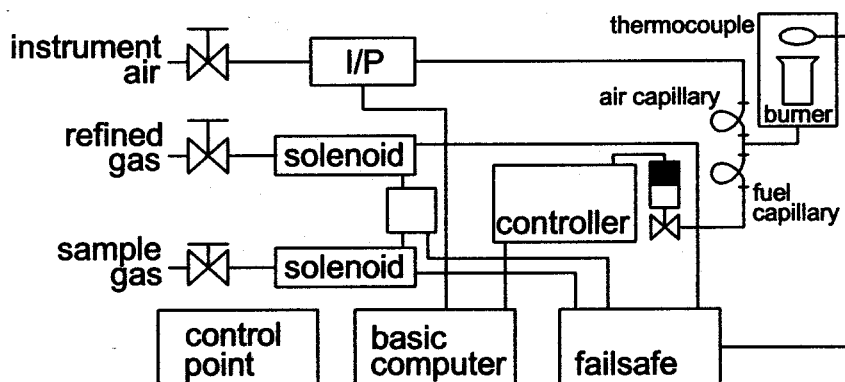 instrument
air
I/P
thermocouple
burner
air capillary
refined
gas
solenoid
controller
fuel
capillary
sample
gas
solenoid
control
point
basic
computer
failsafe